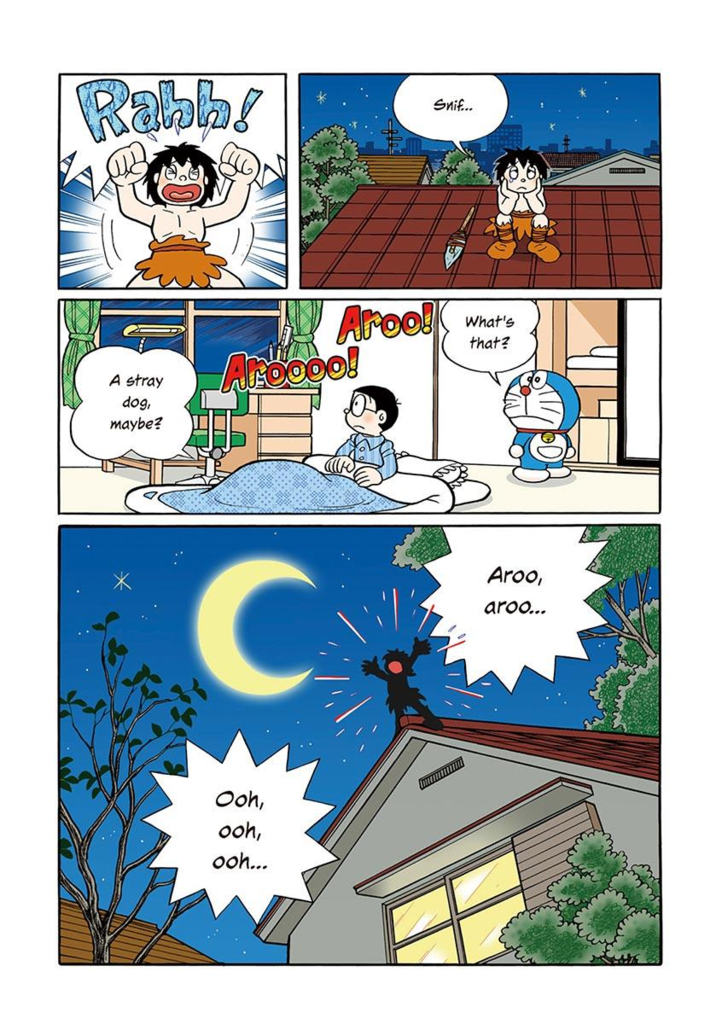 Rahh!
Snif...
A stray
dog,
maybe?
Aroooo!
Aroo!
What's
that?
Aroo,
aroo...
Ooh,
ooh,
ooh...